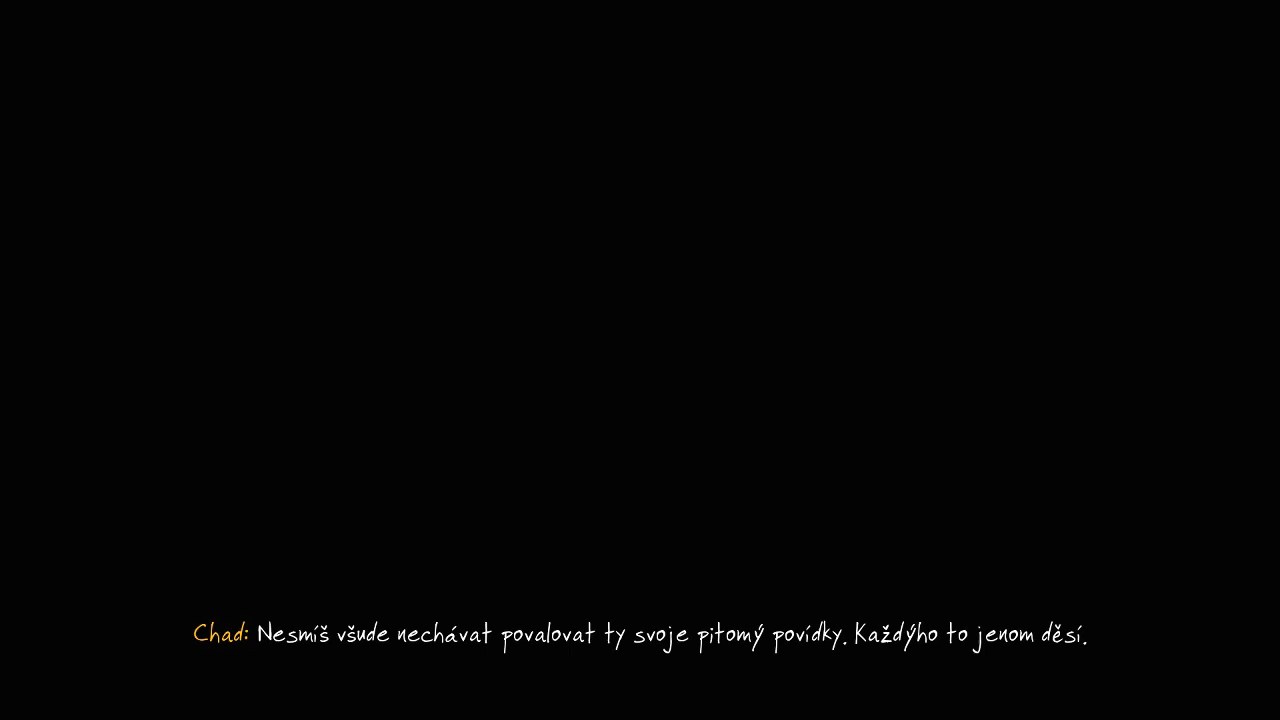 Chad: Nesmíš všude nechávat povalovat ty svoje pitomý povídky. Každýho to jenom děsí.